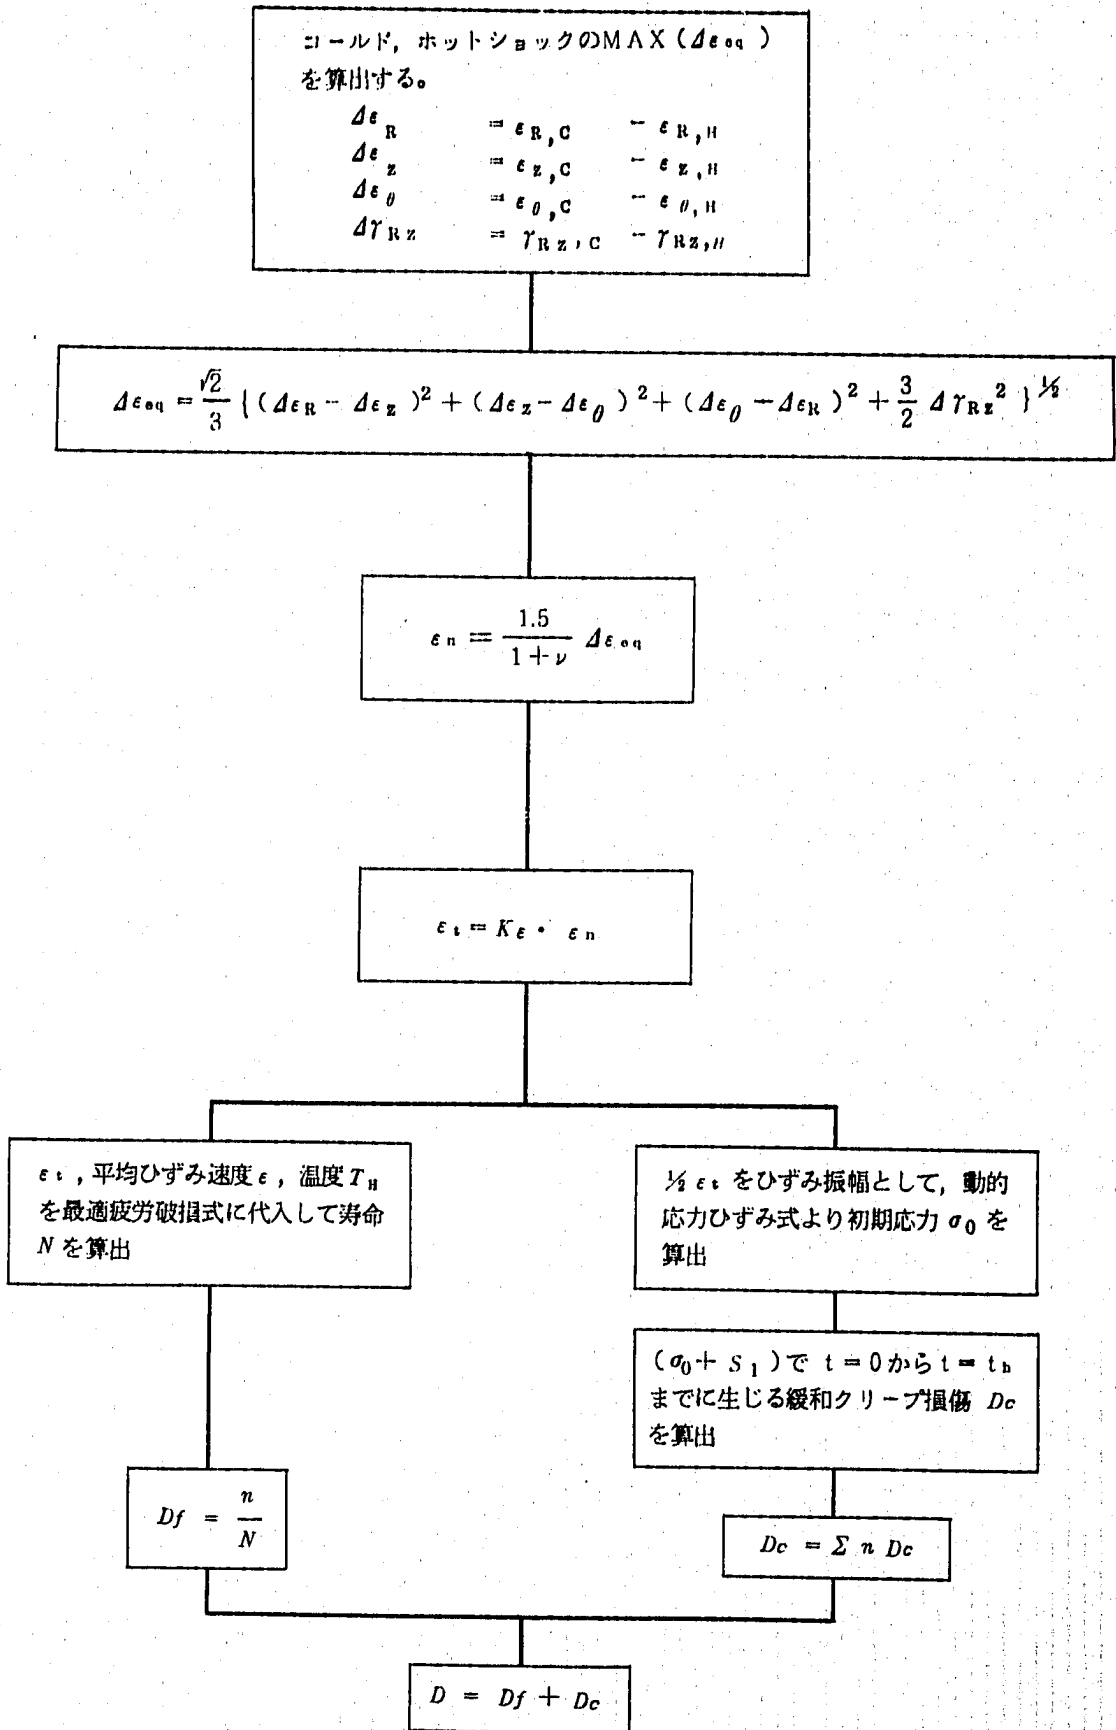 コールド, ホットショックのMAX (Δεeq)
を算出する。
ΔεR = εR,C − εR,H
Δεz = εz,C − εz,H
Δεθ = εθ,C − εθ,H
ΔγRz = γRz,C − γRz,H
Δεeq = √2/3 { (ΔεR − Δεz)² + (Δεz − Δεθ)² + (Δεθ − ΔεR)² + 3/2 ΔγRz² }^½
εn = 1.5/(1+ν) Δεeq
εt = Kε · εn
εt , 平均ひずみ速度 ε , 温度 TH
を最適疲労破損式に代入して寿命
N を算出
½ εt をひずみ振幅として, 動的
応力ひずみ式より初期応力 σ0 を
算出
(σ0 + S1) で t = 0 から t = th
までに生じる緩和クリープ損傷 Dc
を算出
Df = n/N
Dc = Σ n Dc
D = Df + Dc